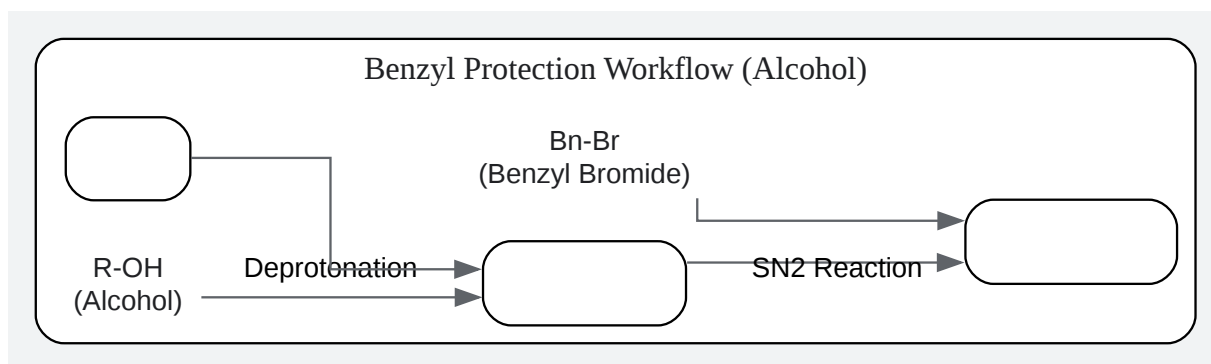 Benzyl Protection Workflow (Alcohol)
Bn-Br
(Benzyl Bromide)
R-OH
(Alcohol)
Deprotonation
SN2 Reaction